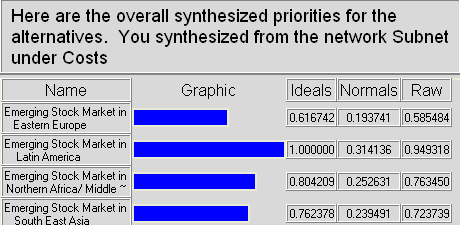 Here are the overall synthesized priorities for the
alternatives. You synthesized from the network Subnet
under Costs
Name Graphic Ideals Normals Raw
Emerging Stock Market in
Eastern Europe
0.616742 0.193741 0.585484
Emerging Stock Market in
Latin America
1.000000 0.314136 0.949318
Emerging Stock Market in
Northern Africa/ Middle ~
0.804209 0.252631 0.763450
Emerging Stock Market in
South East Asia
0.762378 0.239491 0.723739